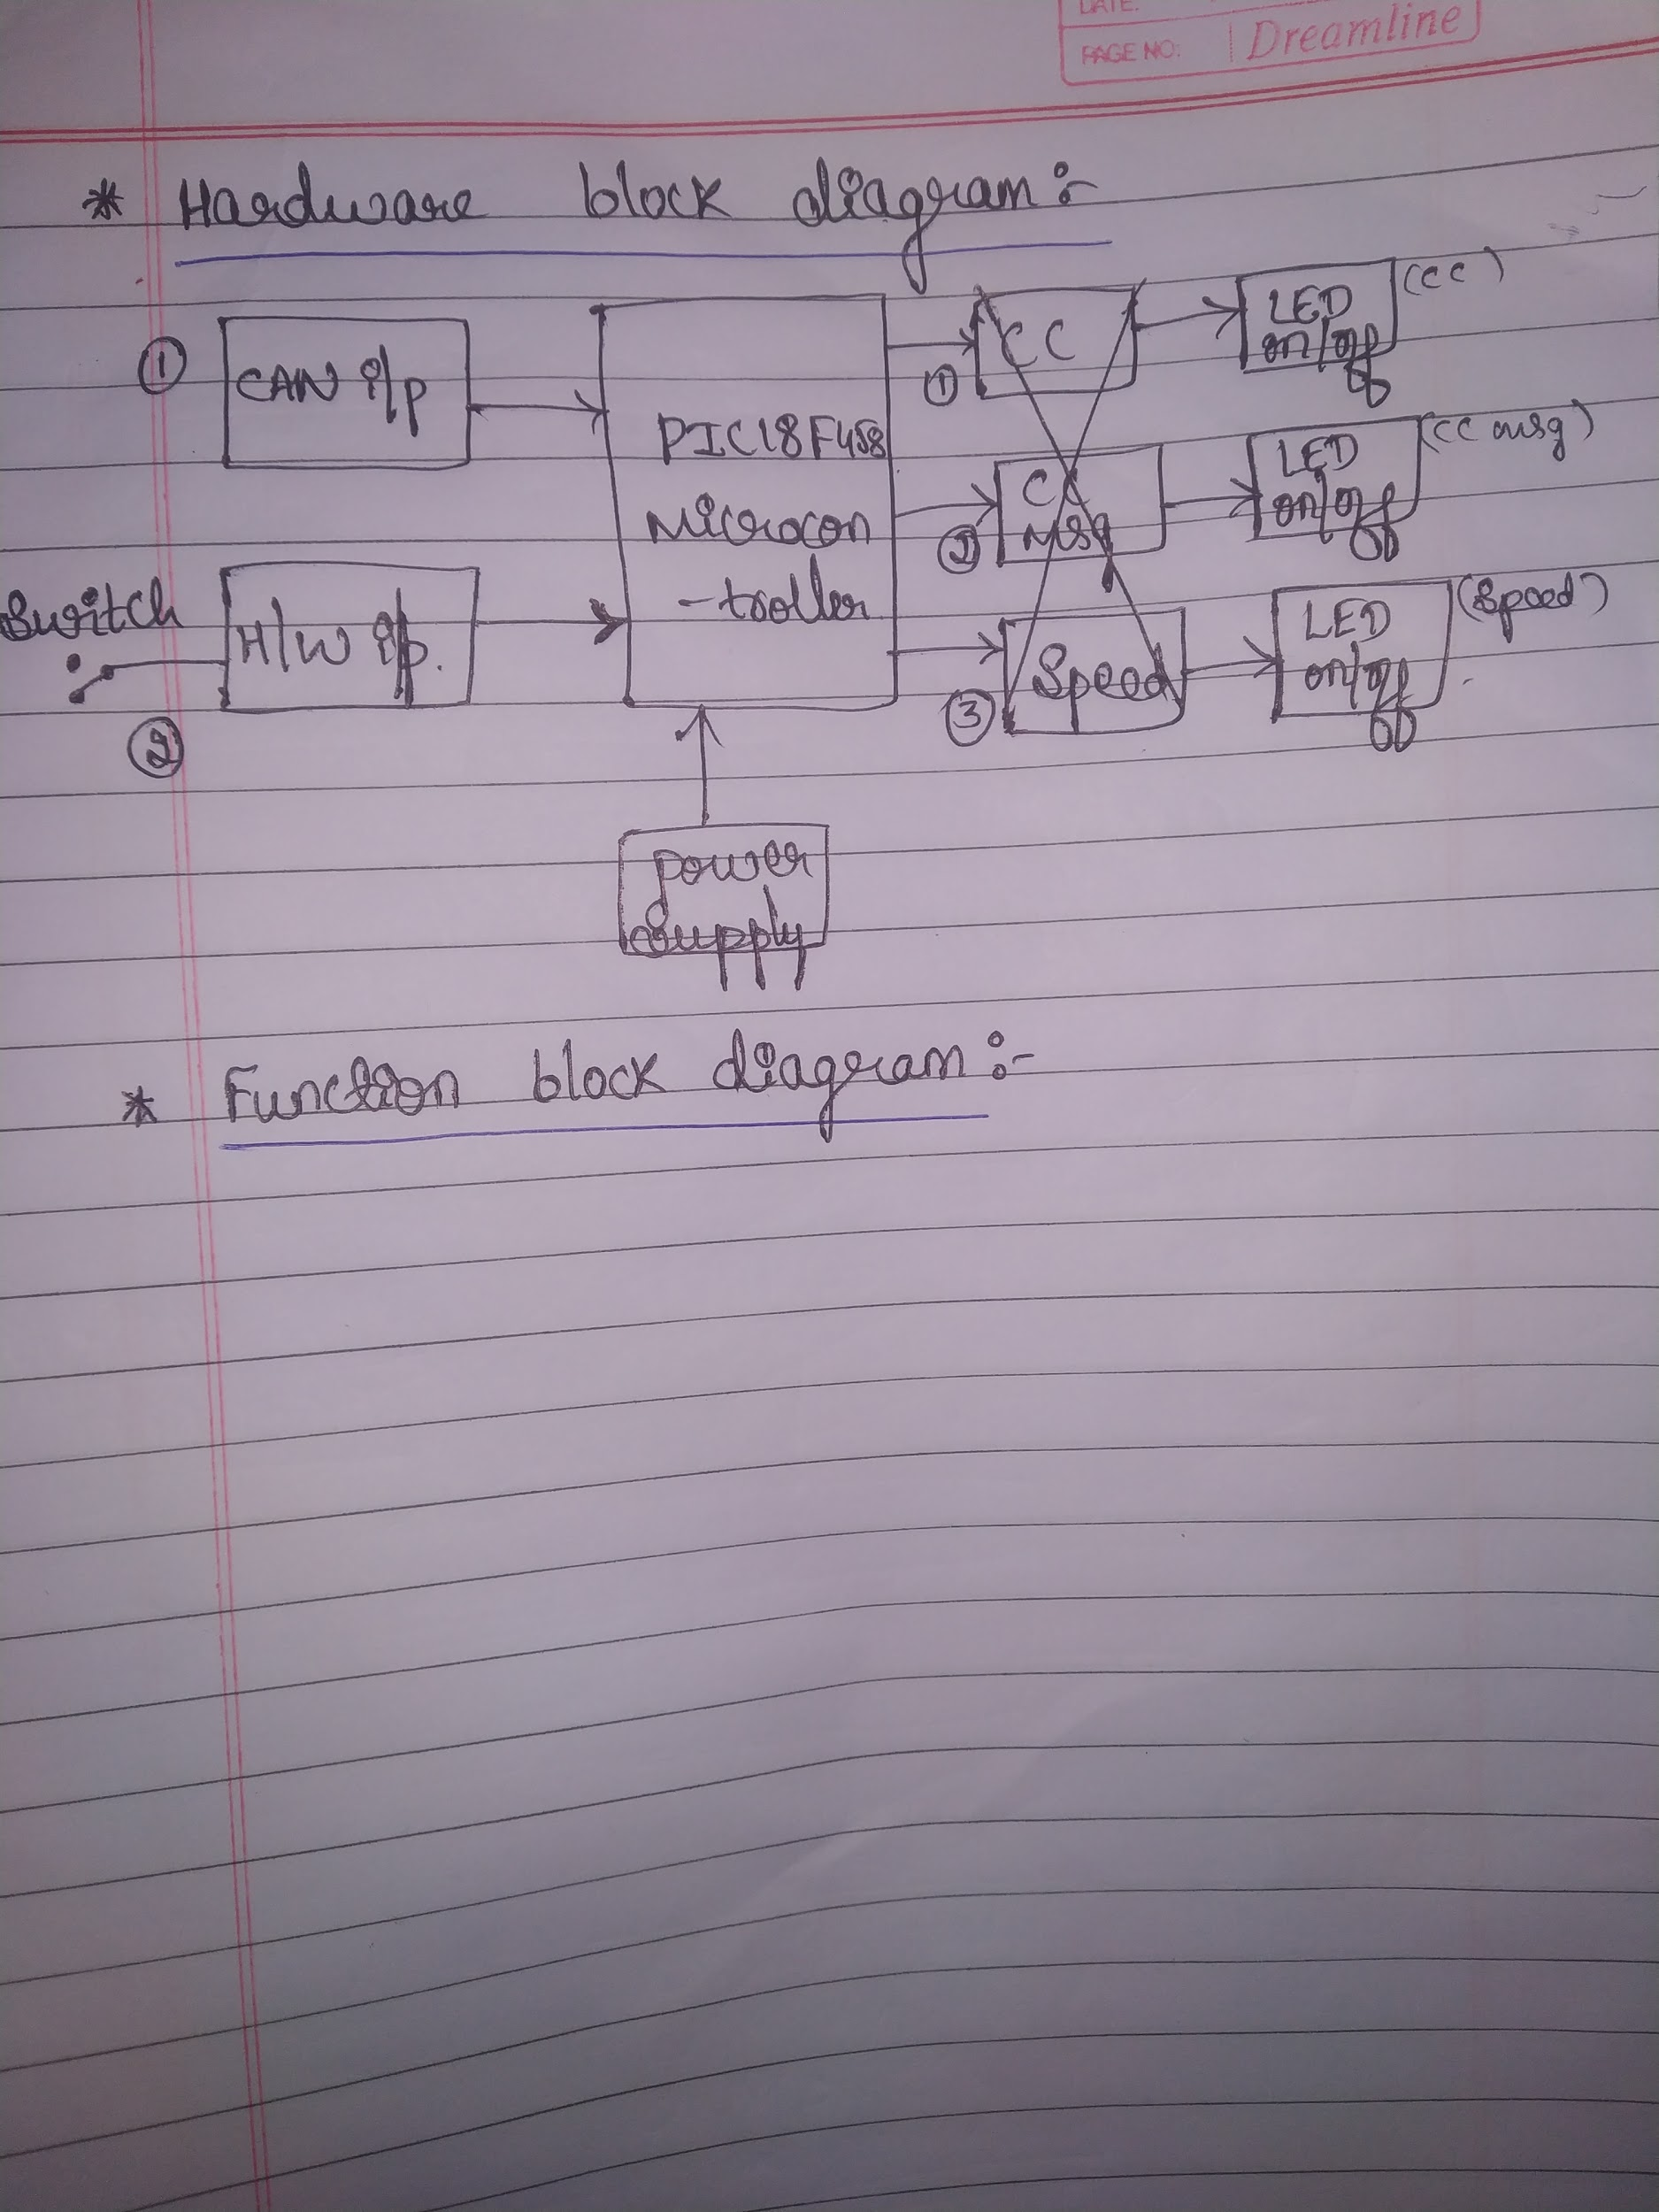 DATE:
PAGE NO:
Dreamline
* Hardware block diagram :-
①
CAN i/p
PIC18F458
Microcon
-troller
①
CC
LED
on/off
(CC)
②
CC
Msg
LED
on/off
(CC msg)
Switch
H/W i/p.
②
③
Speed
LED
on/off
(Speed)
power
supply
* Function block diagram :-